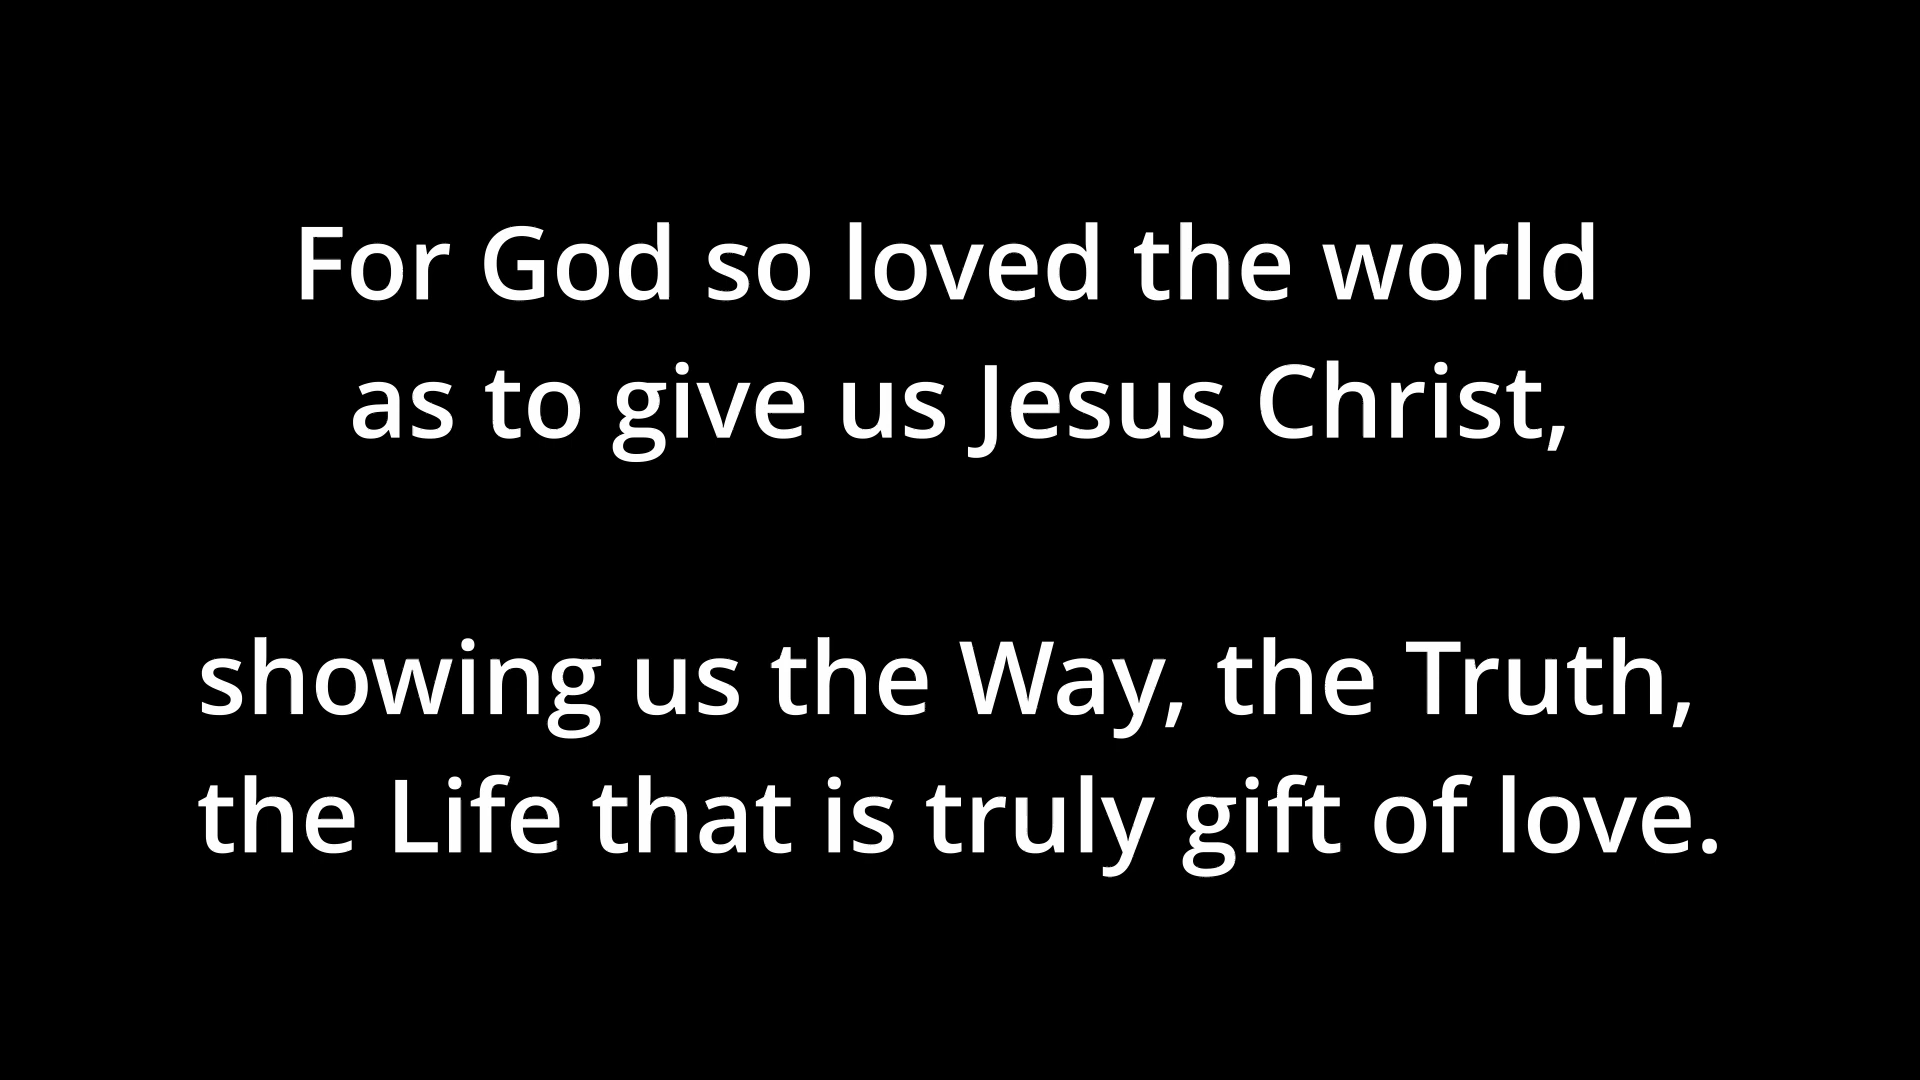 For God so loved the world
as to give us Jesus Christ,
showing us the Way, the Truth,
the Life that is truly gift of love.